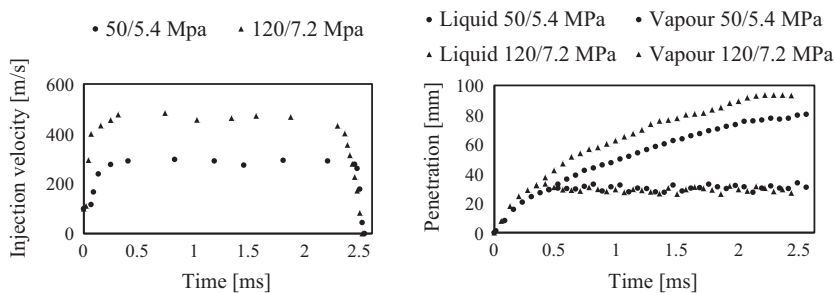 • 50/5.4 Mpa ▲ 120/7.2 Mpa
Injection velocity [m/s]
600
400
200
0
0 0.5 1 1.5 2 2.5
Time [ms]
• Liquid 50/5.4 MPa • Vapour 50/5.4 MPa
▲ Liquid 120/7.2 MPa ▲ Vapour 120/7.2 MPa
Penetration [mm]
100
80
60
40
20
0
0 0.5 1 1.5 2 2.5
Time [ms]